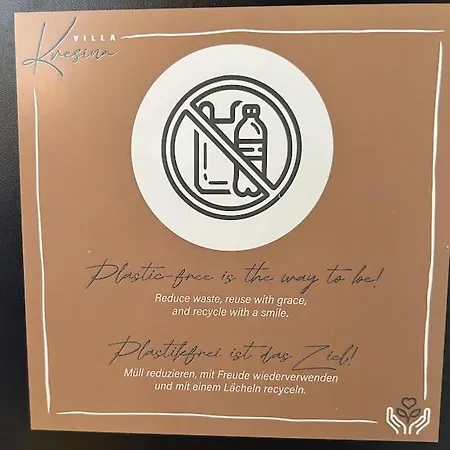 VILLA
Kresina
Plastic-free is the way to be!
Reduce waste, reuse with grace,
and recycle with a smile.
Plastikfrei ist das Ziel!
Müll reduzieren, mit Freude wiederverwenden
und mit einem Lächeln recyceln.